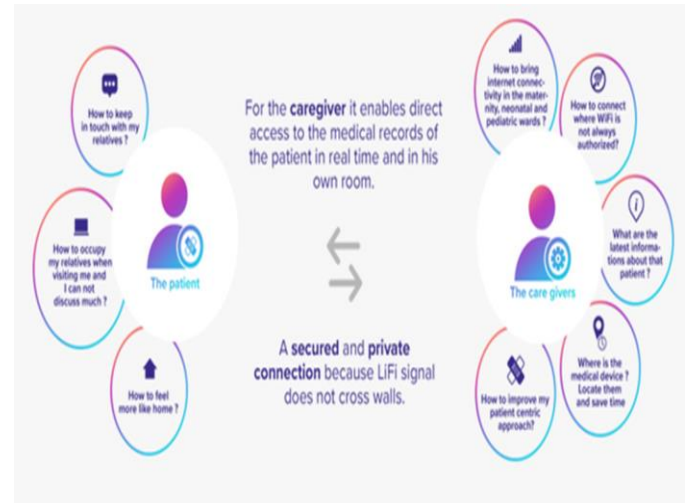 How to keep
in touch with my
relatives ?
How to occupy
my relatives when
visiting me and
I can not
discuss much ?
How to feel
more like home ?
The patient
For the caregiver it enables direct
access to the medical records of
the patient in real time and in his
own room.
A secured and private
connection because LiFi signal
does not cross walls.
The care givers
How to bring
internet connec-
tivity in the mater-
nity, neonatal and
pediatric wards ?
How to connect
where WiFi is
not always
authorized?
What are the
latest informa-
tions about that
patient ?
Where is the
medical device ?
Locate them
and save time
How to improve my
patient centric
approach?